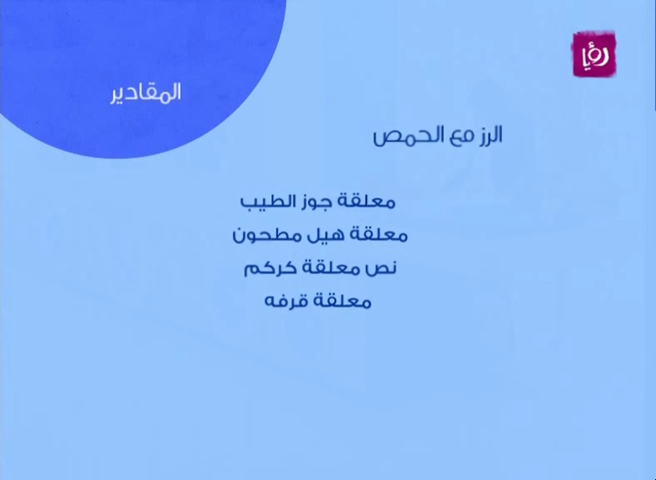 رؤيا
المقادير
الرز مع الحمص
معلقة جوز الطيب
معلقة هيل مطحون
نص معلقة كركم
معلقة قرفه